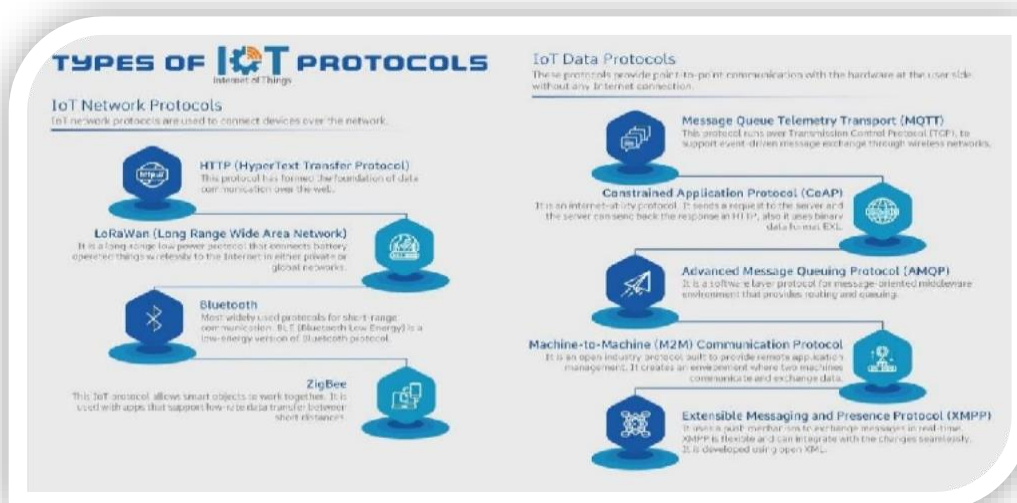 TYPES OF IOT PROTOCOLS
Internet of Things
IoT Network Protocols
IoT network protocols are used to connect devices over the network.
HTTP (HyperText Transfer Protocol)
This protocol has formed the foundation of data
communication over the web.
LoRaWan (Long Range Wide Area Network)
It is a long range low power protocol that connects battery
operated things wirelessly to the Internet in either private or
global networks.
Bluetooth
Most widely used protocols for short-range
communication. BLE (Bluetooth Low Energy) is a
low-energy version of Bluetooth protocol.
ZigBee
This IoT protocol allows smart objects to work together. It is
used with apps that support low-rate data transfer between
short distances.
IoT Data Protocols
These protocols provide point-to-point communication with the hardware at the user side
without any Internet connection.
Message Queue Telemetry Transport (MQTT)
This protocol runs over Transmission Control Protocol (TCP), to
support event-driven message exchange through wireless networks.
Constrained Application Protocol (CoAP)
It is an internet-utility protocol. It sends a request to the server and
the server can send back the response in HTTP, also it uses binary
data format EXL.
Advanced Message Queuing Protocol (AMQP)
It is a software layer protocol for message-oriented middleware
environment that provides routing and queuing.
Machine-to-Machine (M2M) Communication Protocol
It is an open industry protocol built to provide remote application
management. It creates an environment where two machines
communicate and exchange data.
Extensible Messaging and Presence Protocol (XMPP)
It uses a push mechanism to exchange messages in real-time.
XMPP is flexible and can integrate with the changes seamlessly.
It is developed using open XML.